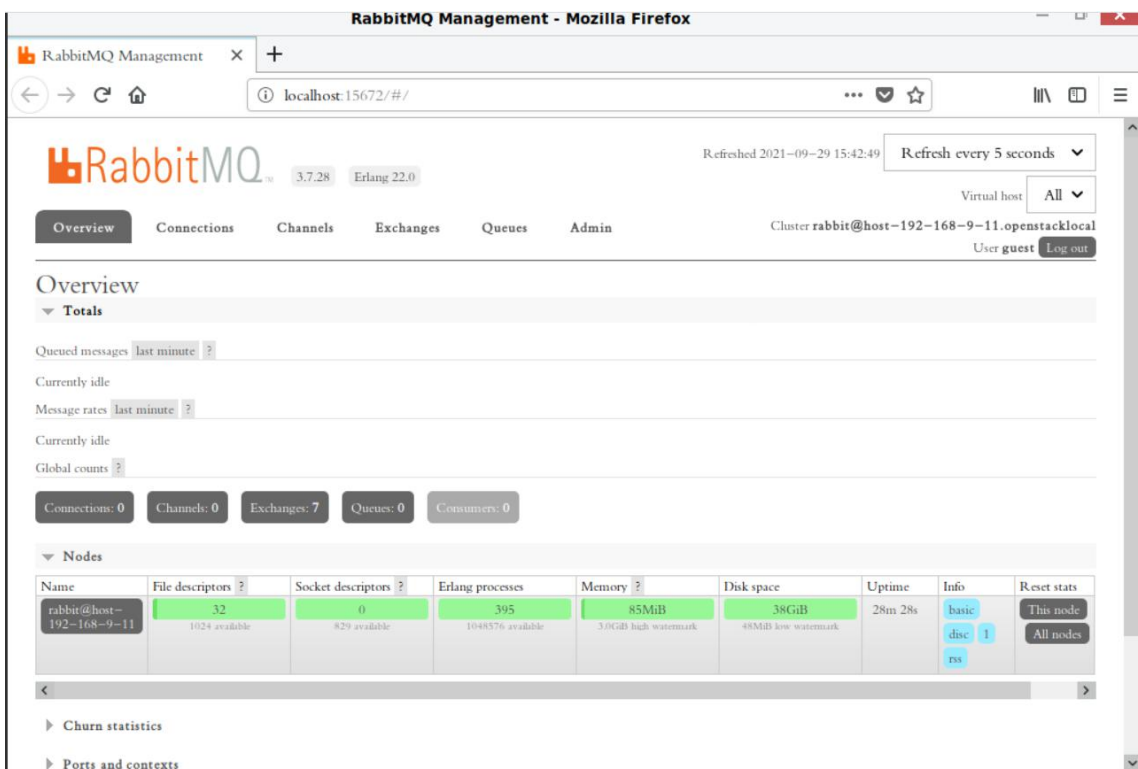 RabbitMQ Management - Mozilla Firefox
RabbitMQ Management
localhost:15672/#/
RabbitMQ TM 3.7.28 Erlang 22.0
Refreshed 2021-09-29 15:42:49 Refresh every 5 seconds
Virtual host All
Cluster rabbit@host-192-168-9-11.openstacklocal
User guest Log out
Overview Connections Channels Exchanges Queues Admin
Overview
Totals
Queued messages last minute ?
Currently idle
Message rates last minute ?
Currently idle
Global counts ?
Connections: 0 Channels: 0 Exchanges: 7 Queues: 0 Consumers: 0
Nodes
Name File descriptors ? Socket descriptors ? Erlang processes Memory ? Disk space Uptime Info Reset stats
rabbit@host-192-168-9-11 32 0 395 85MiB 38GiB 28m 28s basic This node
1024 available 829 available 1048576 available 3.0GiB high watermark 48MiB low watermark disc 1 All nodes
rss
Churn statistics
Ports and contexts